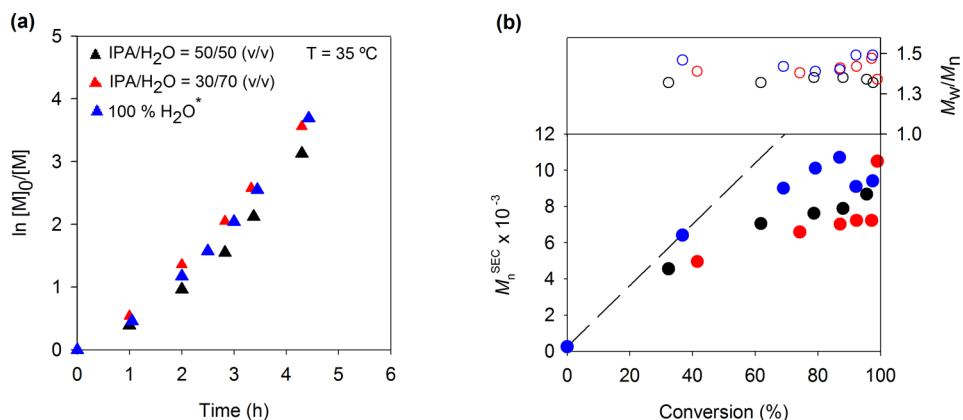 (a)
ln [M]0/[M]
6
5
4
3
2
1
0
IPA/H2O = 50/50 (v/v)
T = 35 ºC
IPA/H2O = 30/70 (v/v)
100 % H2O*
0 1 2 3 4 5 6
Time (h)
(b)
1.5
1.3
1.0
Mw/Mn
Mn^SEC x 10^-3
12
10
8
6
4
2
0
0 20 40 60 80 100
Conversion (%)